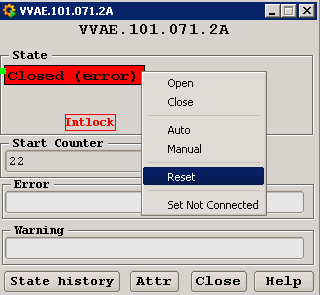 VVAE.101.071.2A
VVAE.101.071.2A
State
Closed (error)
Intlock
Open
Close
Auto
Manual
Reset
Set Not Connected
Start Counter
22
Error
Warning
State history
Attr
Close
Help